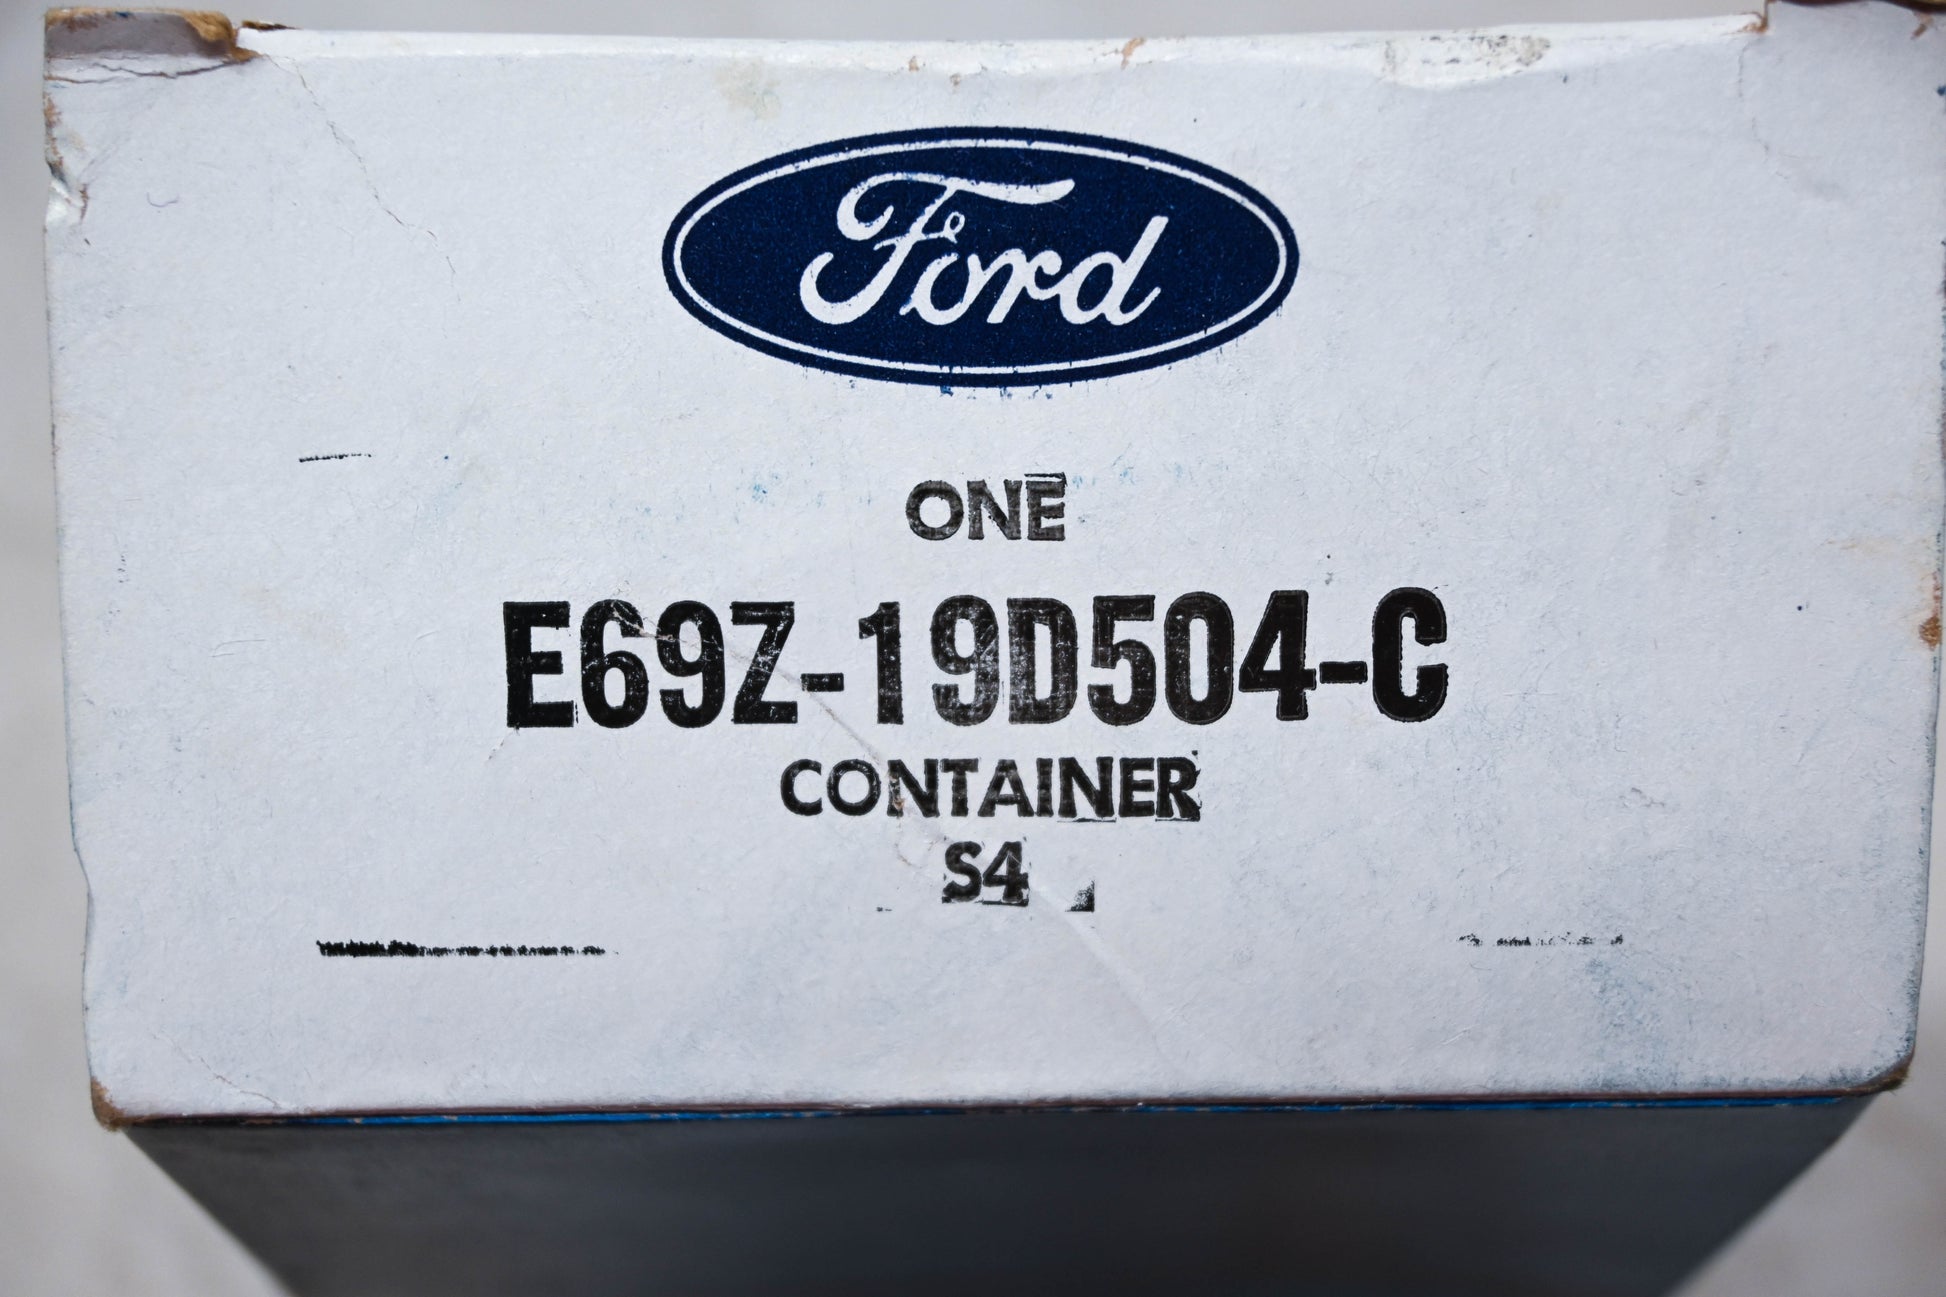 Ford
ONE
E69Z-19D504-C
CONTAINER
S4